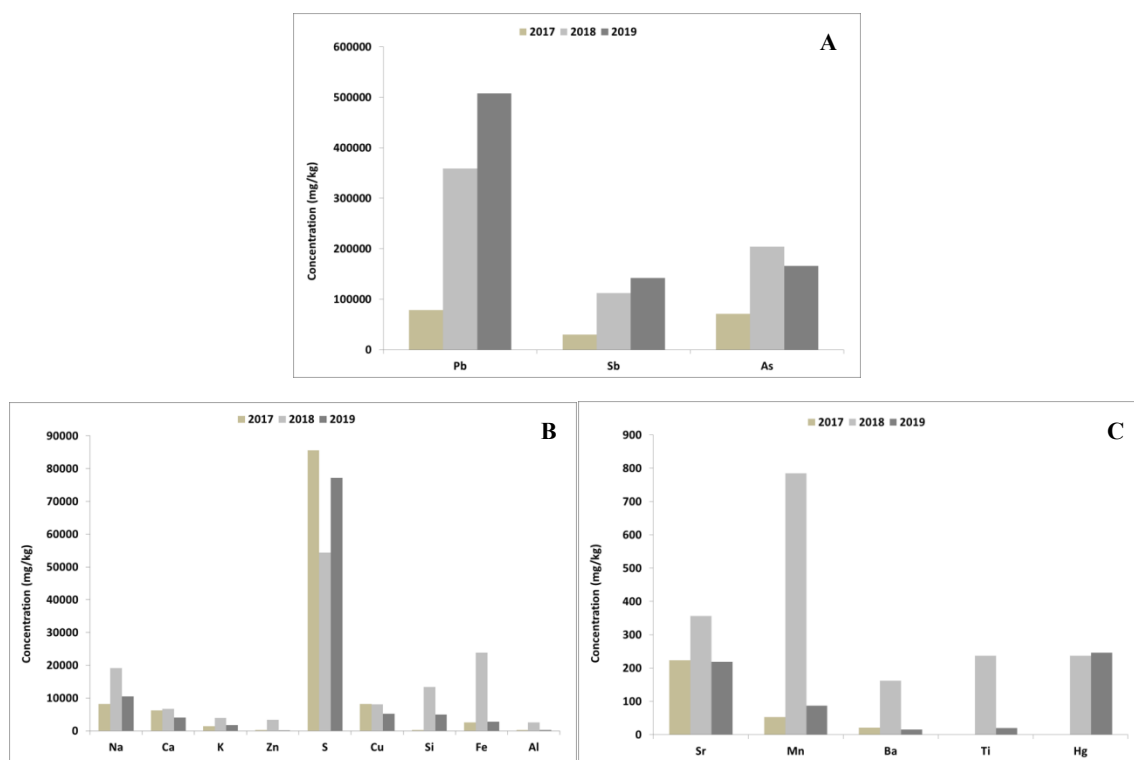 2017 2018 2019
A
600000
500000
400000
300000
200000
100000
0
Concentration (mg/kg)
Pb Sb As
2017 2018 2019
B
90000
80000
70000
60000
50000
40000
30000
20000
10000
0
Concentration (mg/kg)
Na Ca K Zn S Cu Si Fe Al
2017 2018 2019
C
900
800
700
600
500
400
300
200
100
0
Concentration (mg/kg)
Sr Mn Ba Ti Hg